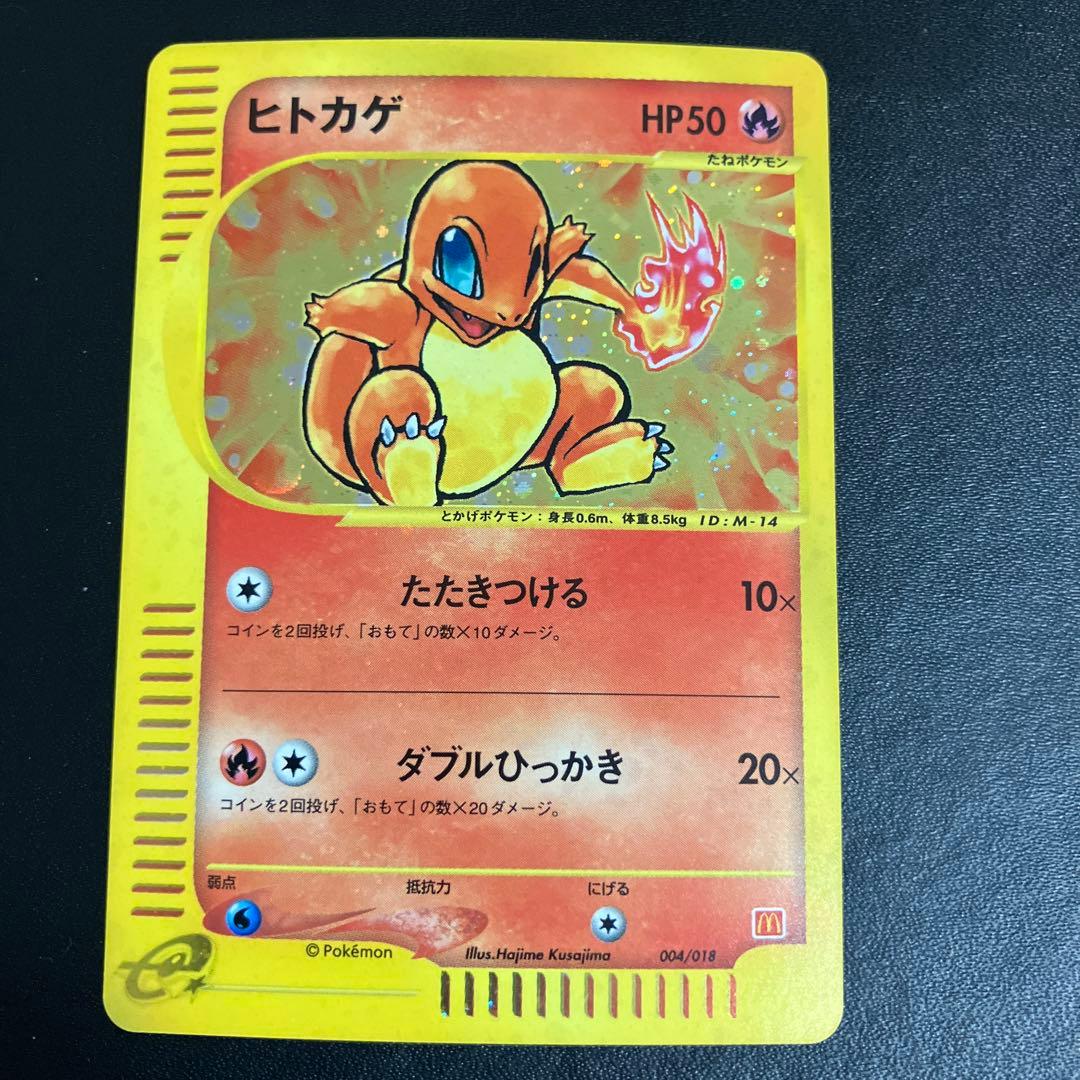 ヒトカゲ HP50
たねポケモン
とかげポケモン：身長0.6m、体重8.5kg ID:M-14
たたきつける 10×
コインを2回投げ、「おもて」の数×10ダメージ。
ダブルひっかき 20×
コインを2回投げ、「おもて」の数×20ダメージ。
弱点 抵抗力 にげる
©Pokémon Illus.Hajime Kusajima 004/018